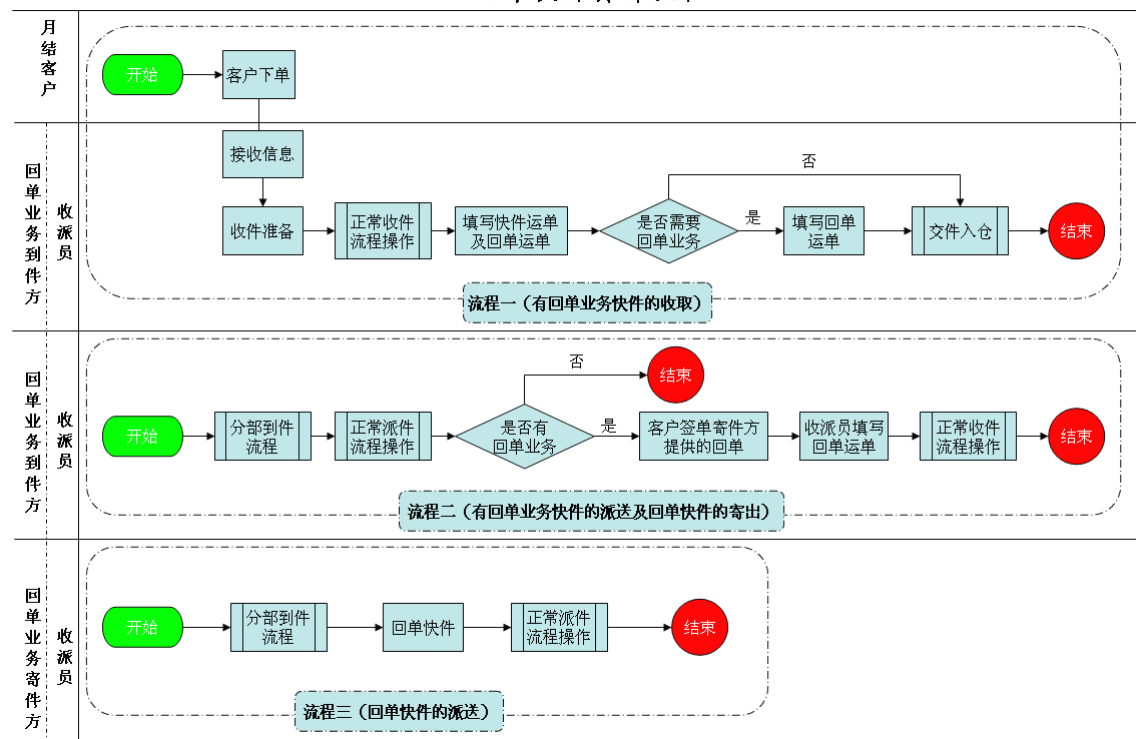 月结客户
开始
客户下单
回单业务到件方
收派员
接收信息
收件准备
正常收件
流程操作
填写快件运单
及回单运单
是否需要
回单业务
否
是
填写回单
运单
交件入仓
结束
流程一（有回单业务快件的收取）
回单业务到件方
收派员
开始
分部到件
流程
正常派件
流程操作
是否有
回单业务
否
结束
是
客户签单寄件方
提供的回单
收派员填写
回单运单
正常收件
流程操作
结束
流程二（有回单业务快件的派送及回单快件的寄出）
回单业务寄件方
收派员
开始
分部到件
流程
回单快件
正常派件
流程操作
结束
流程三（回单快件的派送）